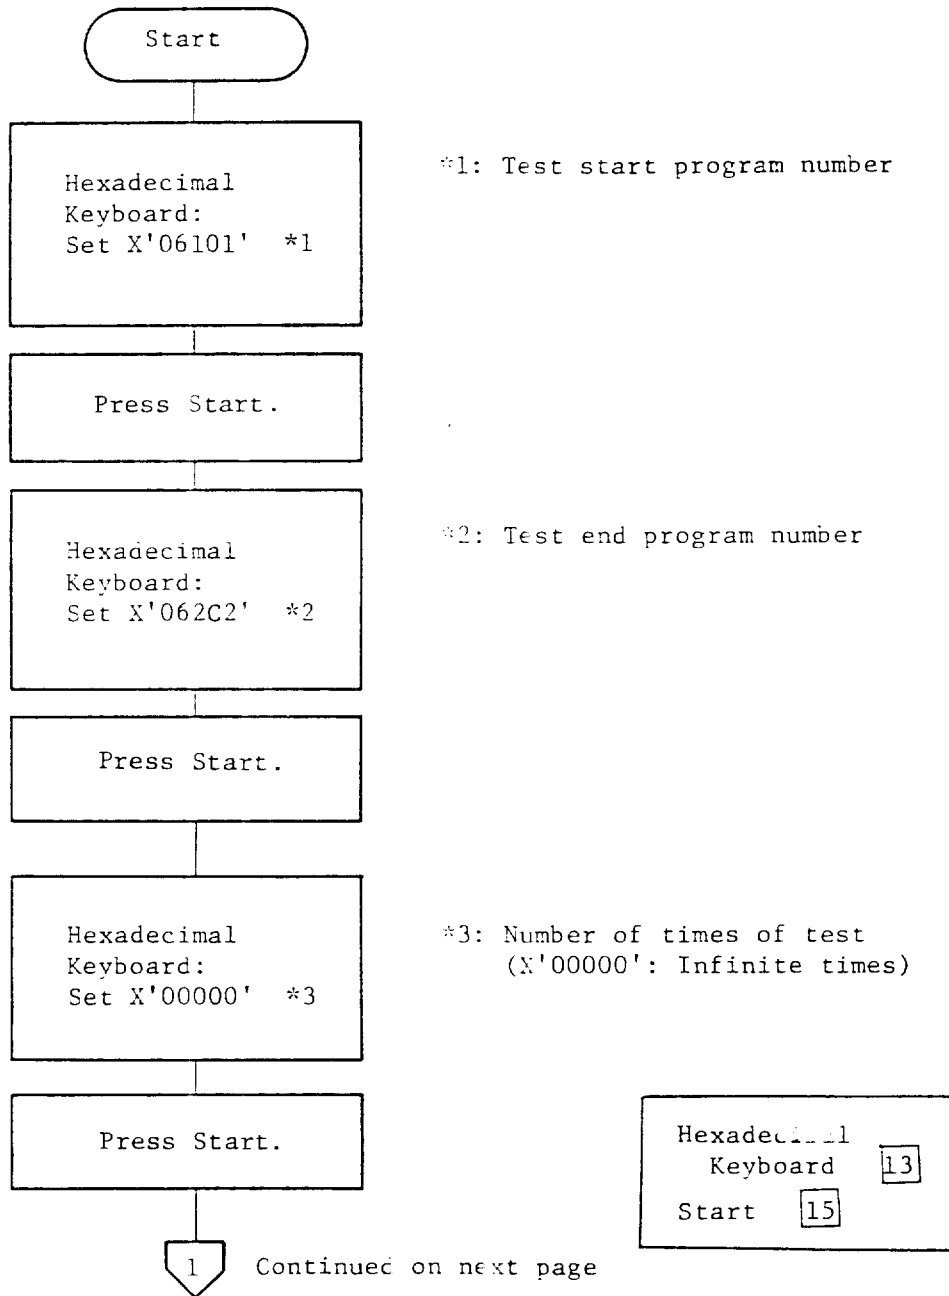 Start
Hexadecimal
Keyboard:
Set X'06101' *1
*1: Test start program number
Press Start.
Hexadecimal
Keyboard:
Set X'062C2' *2
*2: Test end program number
Press Start.
Hexadecimal
Keyboard:
Set X'00000' *3
*3: Number of times of test
(X'00000': Infinite times)
Press Start.
Hexadecimal
Keyboard 13
Start 15
1 Continued on next page